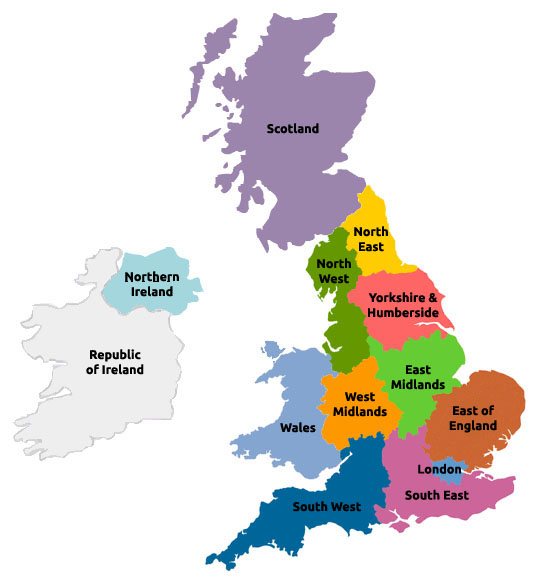 Scotland
North
East
North
West
Northern
Ireland
Yorkshire &
Humberside
Republic
of Ireland
East
Midlands
West
Midlands
East of
England
Wales
London
South East
South West